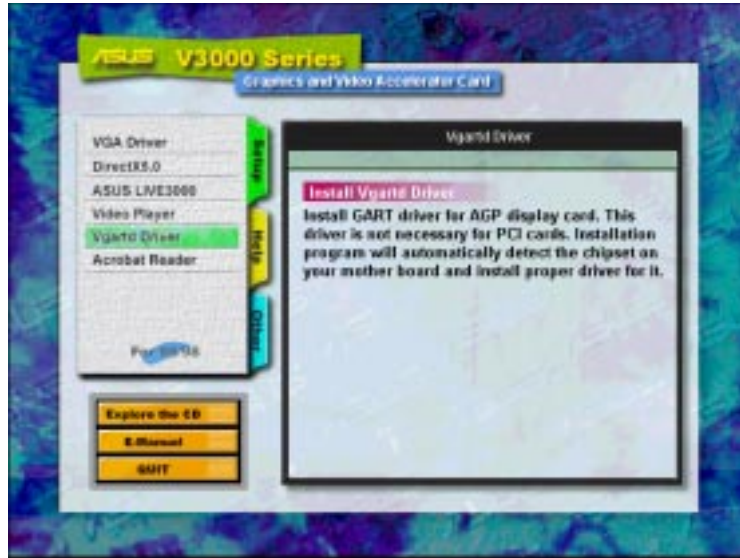 ASUS V3000 Series
Graphics and Video Accelerator Card
VGA Driver
DirectX5.0
ASUS LIVE3000
Video Player
Vgartd Driver
Acrobat Reader
For Win98
Setup
Help
Other
Explore the CD
E-Manual
QUIT
Vgartd Driver
Install Vgartd Driver
Install GART driver for AGP display card. This
driver is not necessary for PCI cards. Installation
program will automatically detect the chipset on
your mother board and install proper driver for it.